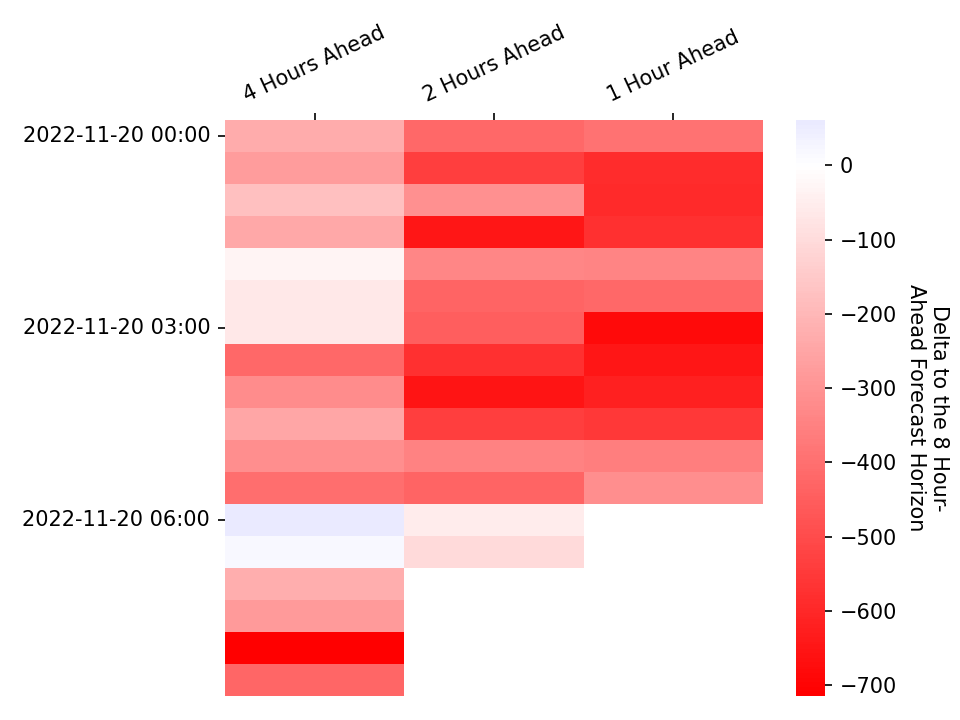 4 Hours Ahead
2 Hours Ahead
1 Hour Ahead
2022-11-20 00:00
2022-11-20 03:00
2022-11-20 06:00
0
−100
−200
−300
−400
−500
−600
−700
Delta to the 8 Hour-
Ahead Forecast Horizon